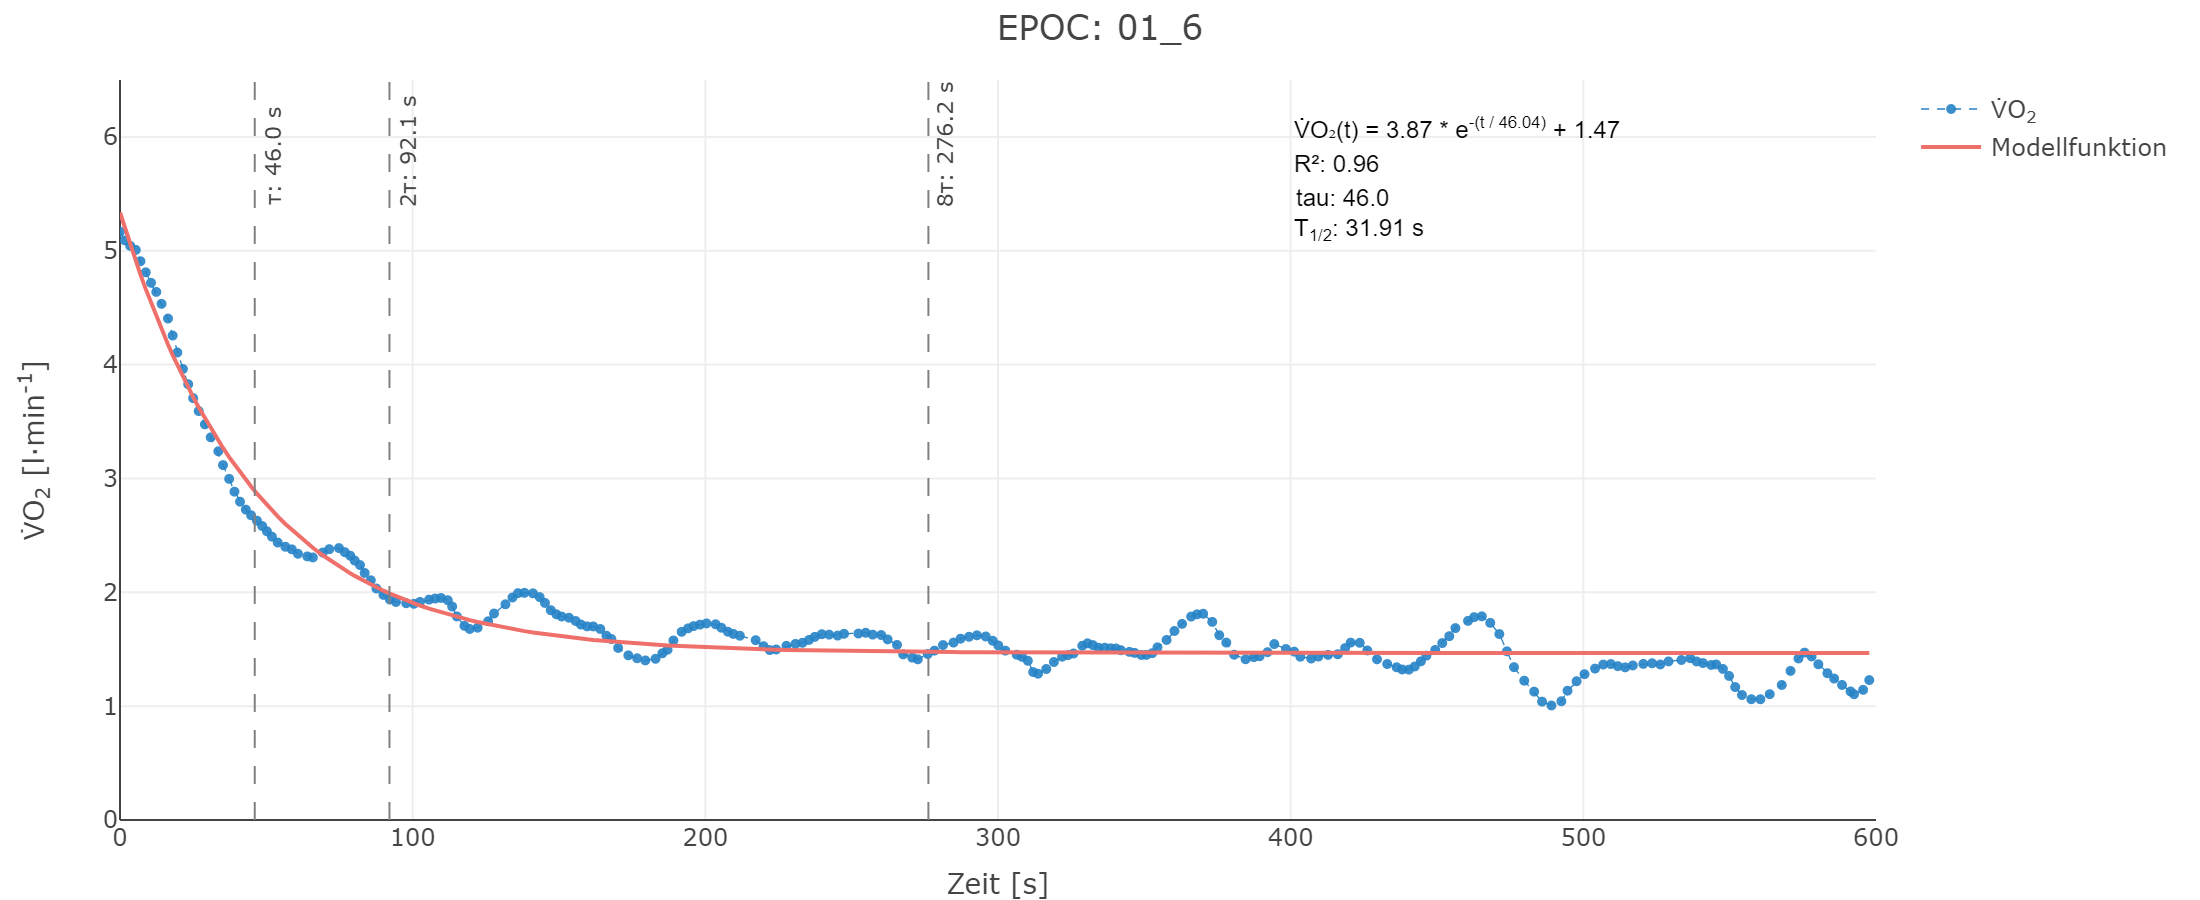 EPOC: 01_6
τ: 46.0 s
2τ: 92.1 s
8τ: 276.2 s
V̇O₂(t) = 3.87 * e⁻⁽ᵗ ᐟ ⁴⁶·⁰⁴⁾ + 1.47
R²: 0.96
tau: 46.0
T₁/₂: 31.91 s
V̇O₂
Modellfunktion
V̇O₂ [l·min⁻¹]
6
5
4
3
2
1
0
0 100 200 300 400 500 600
Zeit [s]